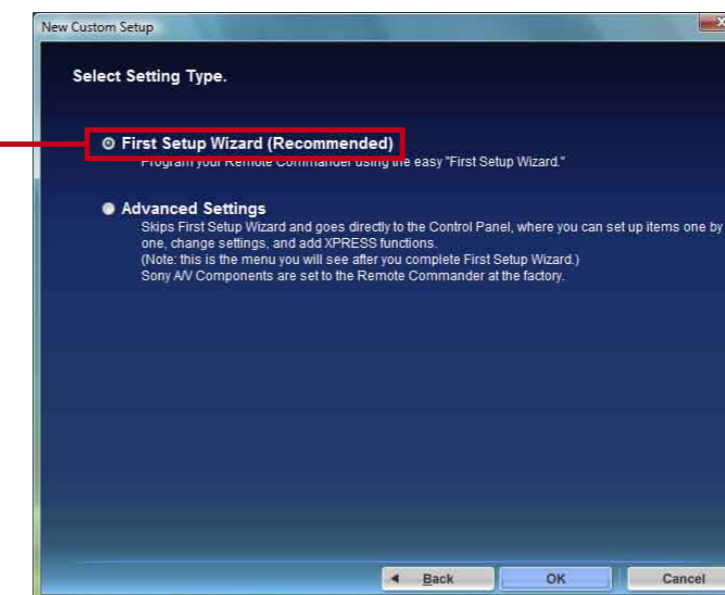 New Custom Setup
Select Setting Type.
First Setup Wizard (Recommended)
Program your Remote Commander using the easy "First Setup Wizard."
Advanced Settings
Skips First Setup Wizard and goes directly to the Control Panel, where you can set up items one by
one, change settings, and add XPRESS functions.
(Note: this is the menu you will see after you complete First Setup Wizard.)
Sony A/V Components are set to the Remote Commander at the factory.
Back
OK
Cancel